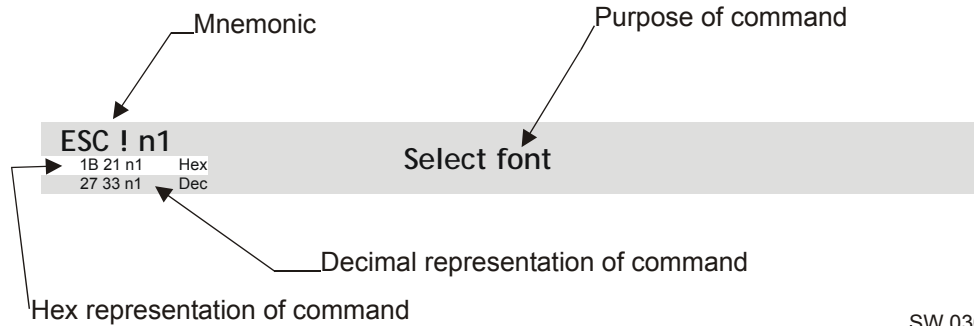 Mnemonic
Purpose of command
ESC ! n1
Select font
1B 21 n1 Hex
27 33 n1 Dec
Decimal representation of command
Hex representation of command
SW 03